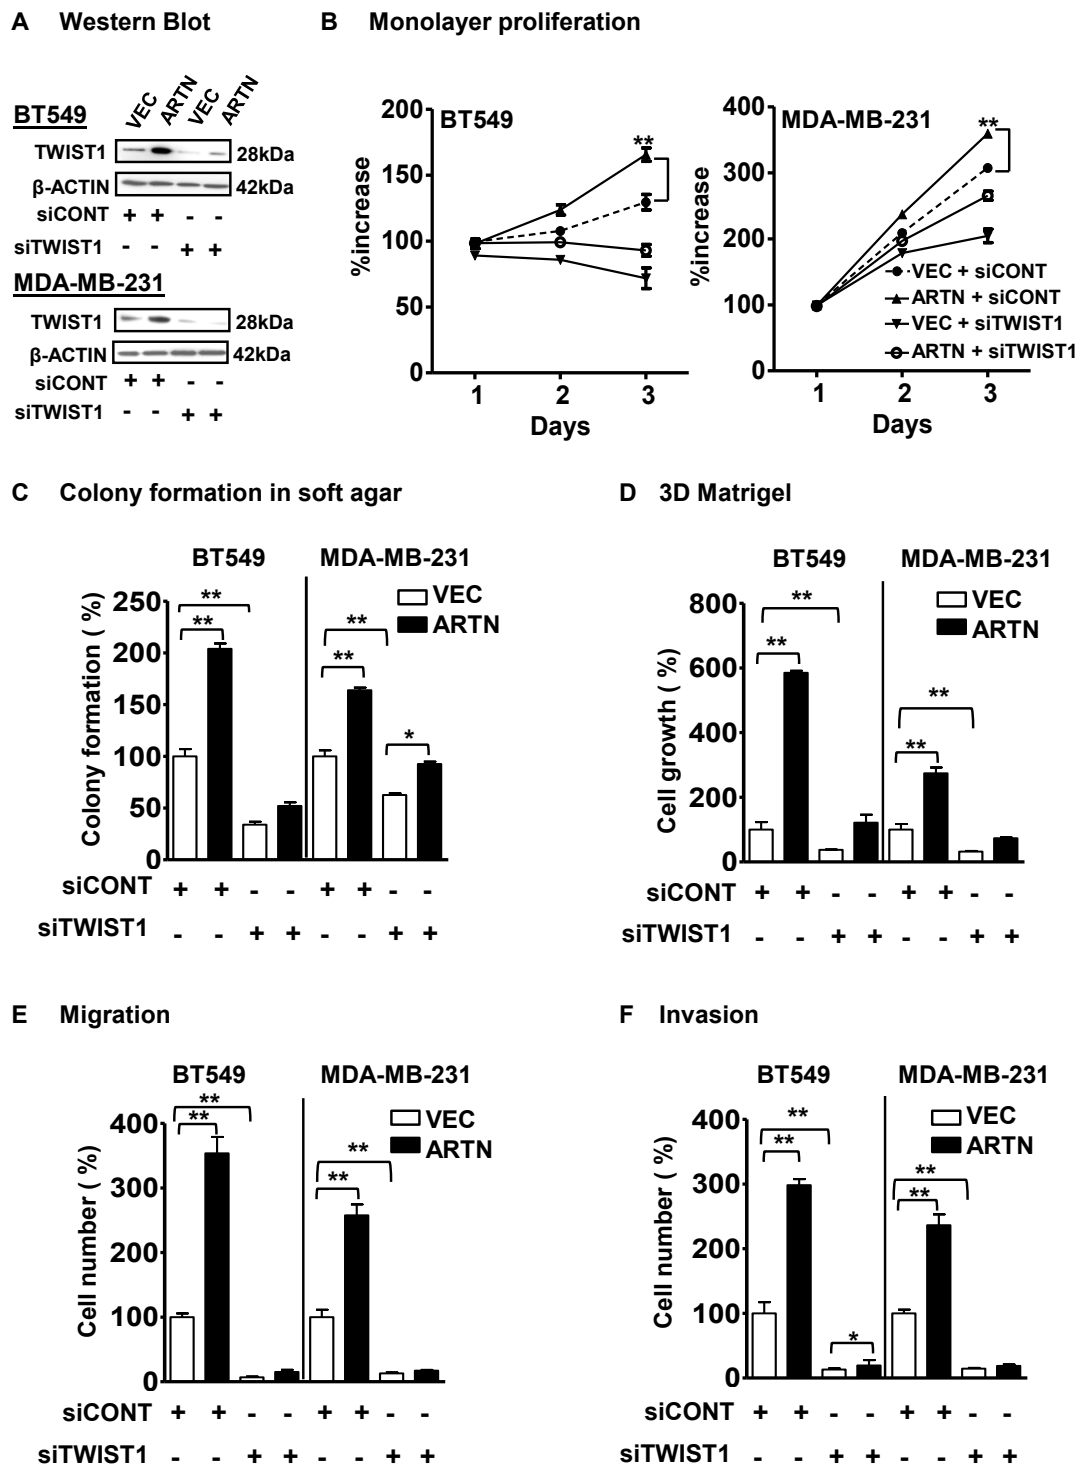 A Western Blot
VEC ARTN VEC ARTN
BT549
TWIST1 28kDa
β-ACTIN 42kDa
siCONT + + - -
siTWIST1 - - + +
MDA-MB-231
TWIST1 28kDa
β-ACTIN 42kDa
siCONT + + - -
siTWIST1 - - + +
B Monolayer proliferation
BT549
%increase
200
150
100
50
0
**
1 2 3
Days
MDA-MB-231
%increase
400
300
200
100
0
**
VEC + siCONT
ARTN + siCONT
VEC + siTWIST1
ARTN + siTWIST1
1 2 3
Days
C Colony formation in soft agar
BT549 MDA-MB-231
VEC
ARTN
Colony formation ( %)
250
200
150
100
50
0
** ** ** ** *
siCONT + + - - + + - -
siTWIST1 - - + + - - + +
D 3D Matrigel
BT549 MDA-MB-231
VEC
ARTN
Cell growth ( %)
800
600
400
200
0
** ** ** **
siCONT + + - - + + - -
siTWIST1 - - + + - - + +
E Migration
BT549 MDA-MB-231
VEC
ARTN
Cell number ( %)
400
300
200
100
0
** ** ** **
siCONT + + - - + + - -
siTWIST1 - - + + - - + +
F Invasion
BT549 MDA-MB-231
VEC
ARTN
Cell number ( %)
400
300
200
100
0
** ** * ** **
siCONT + + - - + + - -
siTWIST1 - - + + - - + +